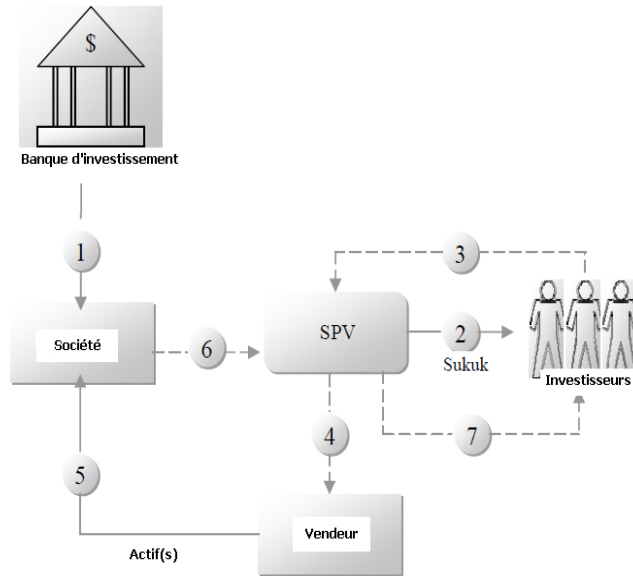 $
Banque d'investissement
1
3
Société
6
SPV
2
Sukuk
Investisseurs
4
7
5
Vendeur
Actif(s)